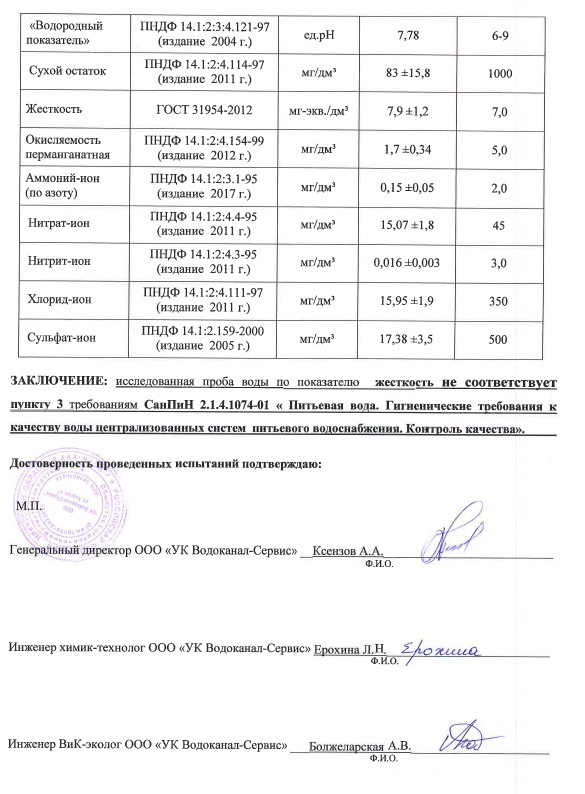 «Водородный показатель» ПНДФ 14.1:2:3:4.121-97 (издание 2004 г.) ед.рН 7,78 6-9
Сухой остаток ПНДФ 14.1:2:4.114-97 (издание 2011 г.) мг/дм³ 83 ±15,8 1000
Жесткость ГОСТ 31954-2012 мг-экв./дм³ 7,9 ±1,2 7,0
Окисляемость перманганатная ПНДФ 14.1:2:4.154-99 (издание 2012 г.) мг/дм³ 1,7 ±0,34 5,0
Аммоний-ион (по азоту) ПНДФ 14.1:2:3.1-95 (издание 2017 г.) мг/дм³ 0,15 ±0,05 2,0
Нитрат-ион ПНДФ 14.1:2:4.4-95 (издание 2011 г.) мг/дм³ 15,07 ±1,8 45
Нитрит-ион ПНДФ 14.1:2:4.3-95 (издание 2011 г.) мг/дм³ 0,016 ±0,003 3,0
Хлорид-ион ПНДФ 14.1:2:4.111-97 (издание 2011 г.) мг/дм³ 15,95 ±1,9 350
Сульфат-ион ПНДФ 14.1:2.159-2000 (издание 2005 г.) мг/дм³ 17,38 ±3,5 500
ЗАКЛЮЧЕНИЕ: исследованная проба воды по показателю жесткость не соответствует
пункту 3 требованиям СанПиН 2.1.4.1074-01 « Питьевая вода. Гигиенические требования к
качеству воды централизованных систем питьевого водоснабжения. Контроль качества».
Достоверность проведенных испытаний подтверждаю:
М.П.
Генеральный директор ООО «УК Водоканал-Сервис» Ксензов А.А.
Ф.И.О.
Инженер химик-технолог ООО «УК Водоканал-Сервис» Ерохина Л.Н. Ерохина
Ф.И.О.
Инженер ВиК-эколог ООО «УК Водоканал-Сервис» Болжеларская А.В.
Ф.И.О.